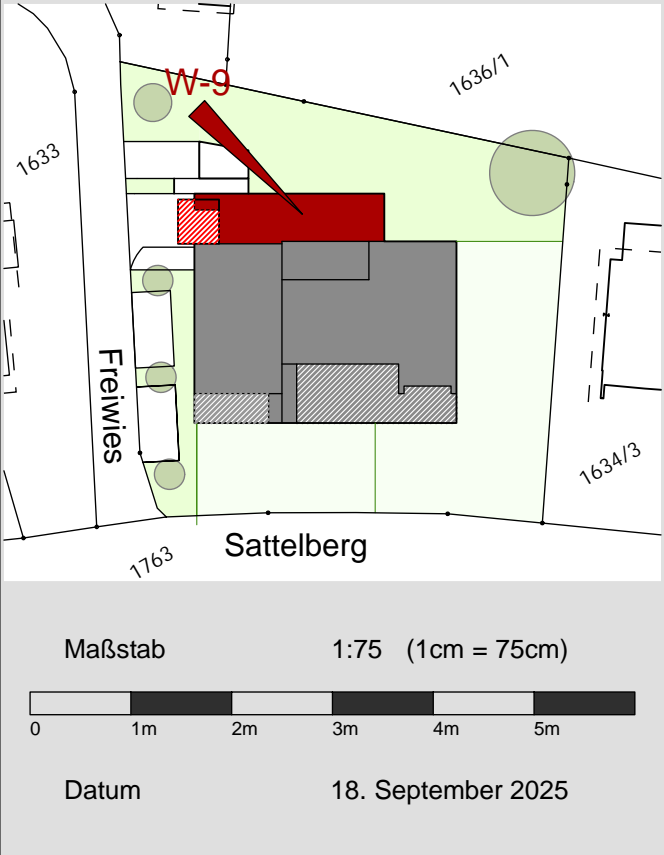 W-9
1636/1
1633
Freiwies
1634/3
Sattelberg
1763
Maßstab 1:75 (1cm = 75cm)
0 1m 2m 3m 4m 5m
Datum 18. September 2025